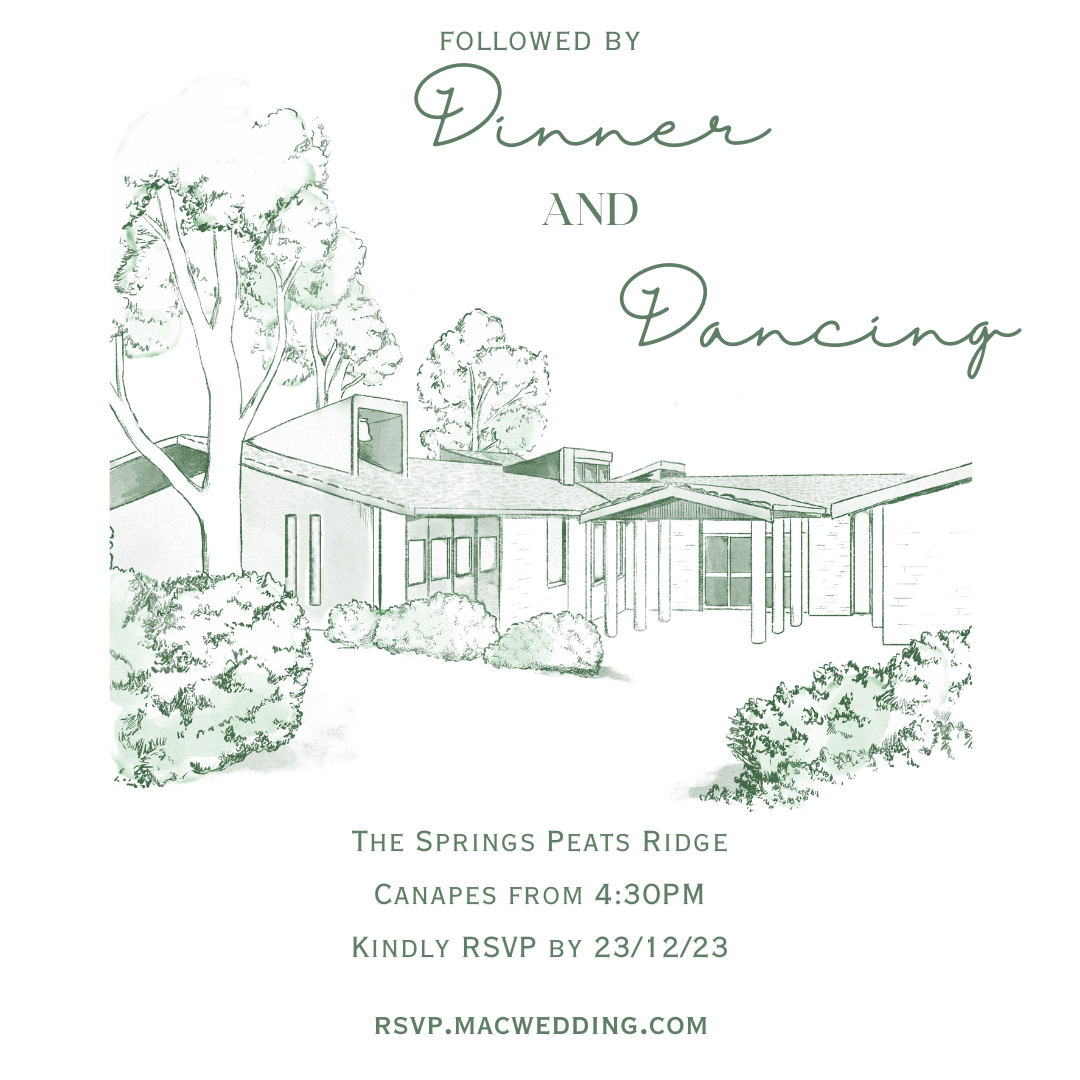 FOLLOWED BY
Dinner
AND
Dancing
THE SPRINGS PEATS RIDGE
CANAPES FROM 4:30PM
KINDLY RSVP BY 23/12/23
RSVP.MACWEDDING.COM